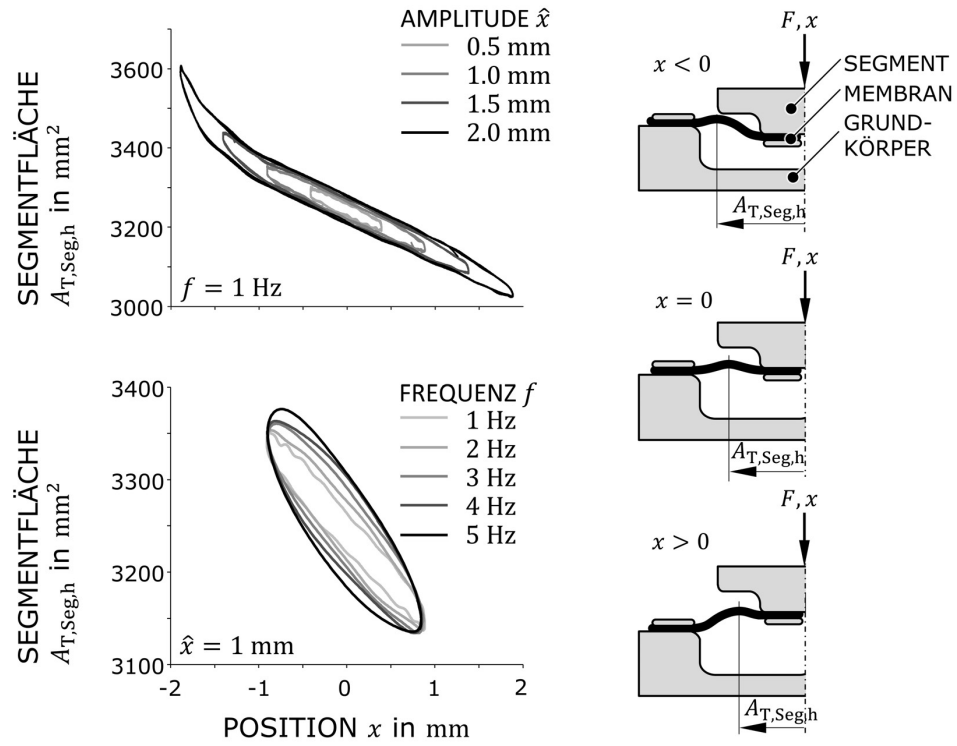 SEGMENTFLÄCHE
A_T,Seg,h in mm²
3600
3400
3200
3000
AMPLITUDE x̂
0.5 mm
1.0 mm
1.5 mm
2.0 mm
f = 1 Hz
SEGMENTFLÄCHE
A_T,Seg,h in mm²
3400
3300
3200
3100
FREQUENZ f
1 Hz
2 Hz
3 Hz
4 Hz
5 Hz
x̂ = 1 mm
-2 -1 0 1 2
POSITION x in mm
F, x
x < 0
SEGMENT
MEMBRAN
GRUND-
KÖRPER
A_T,Seg,h
F, x
x = 0
A_T,Seg,h
F, x
x > 0
A_T,Seg,h